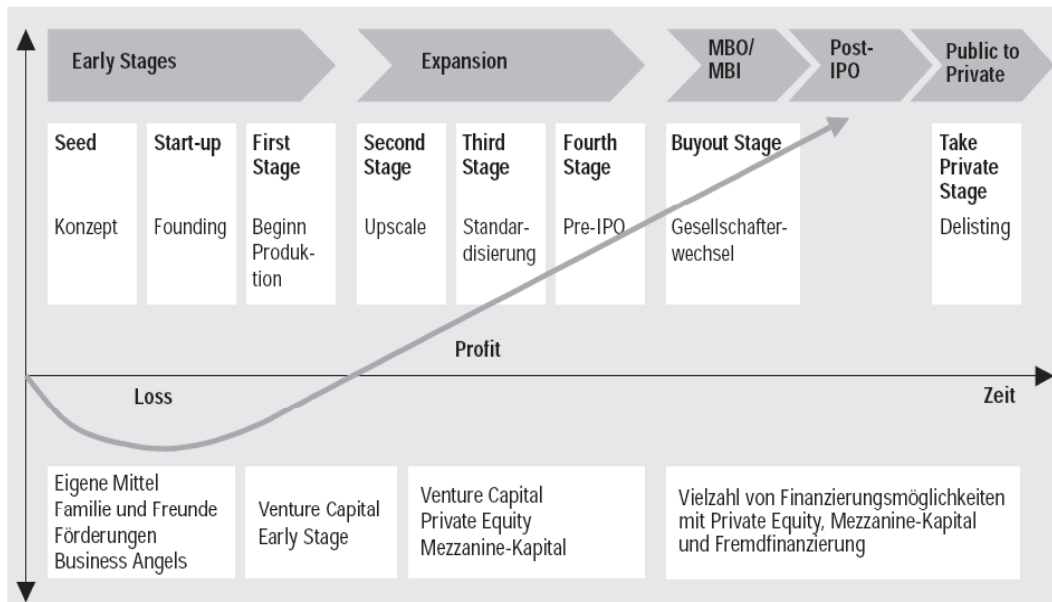 Early Stages
Expansion
MBO/
MBI
Post-
IPO
Public to
Private
Seed
Konzept
Start-up
Founding
First
Stage
Beginn
Produk-
tion
Second
Stage
Upscale
Third
Stage
Standar-
disierung
Fourth
Stage
Pre-IPO
Buyout Stage
Gesellschafter-
wechsel
Take
Private
Stage
Delisting
Profit
Loss
Zeit
Eigene Mittel
Familie und Freunde
Förderungen
Business Angels
Venture Capital
Early Stage
Venture Capital
Private Equity
Mezzanine-Kapital
Vielzahl von Finanzierungsmöglichkeiten
mit Private Equity, Mezzanine-Kapital
und Fremdfinanzierung